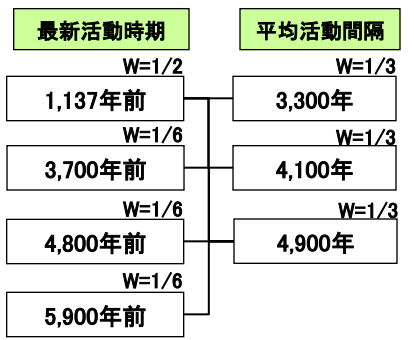 最新活動時期
平均活動間隔
W=1/2
W=1/3
1,137年前
3,300年
W=1/6
W=1/3
3,700年前
4,100年
W=1/6
W=1/3
4,800年前
4,900年
W=1/6
5,900年前